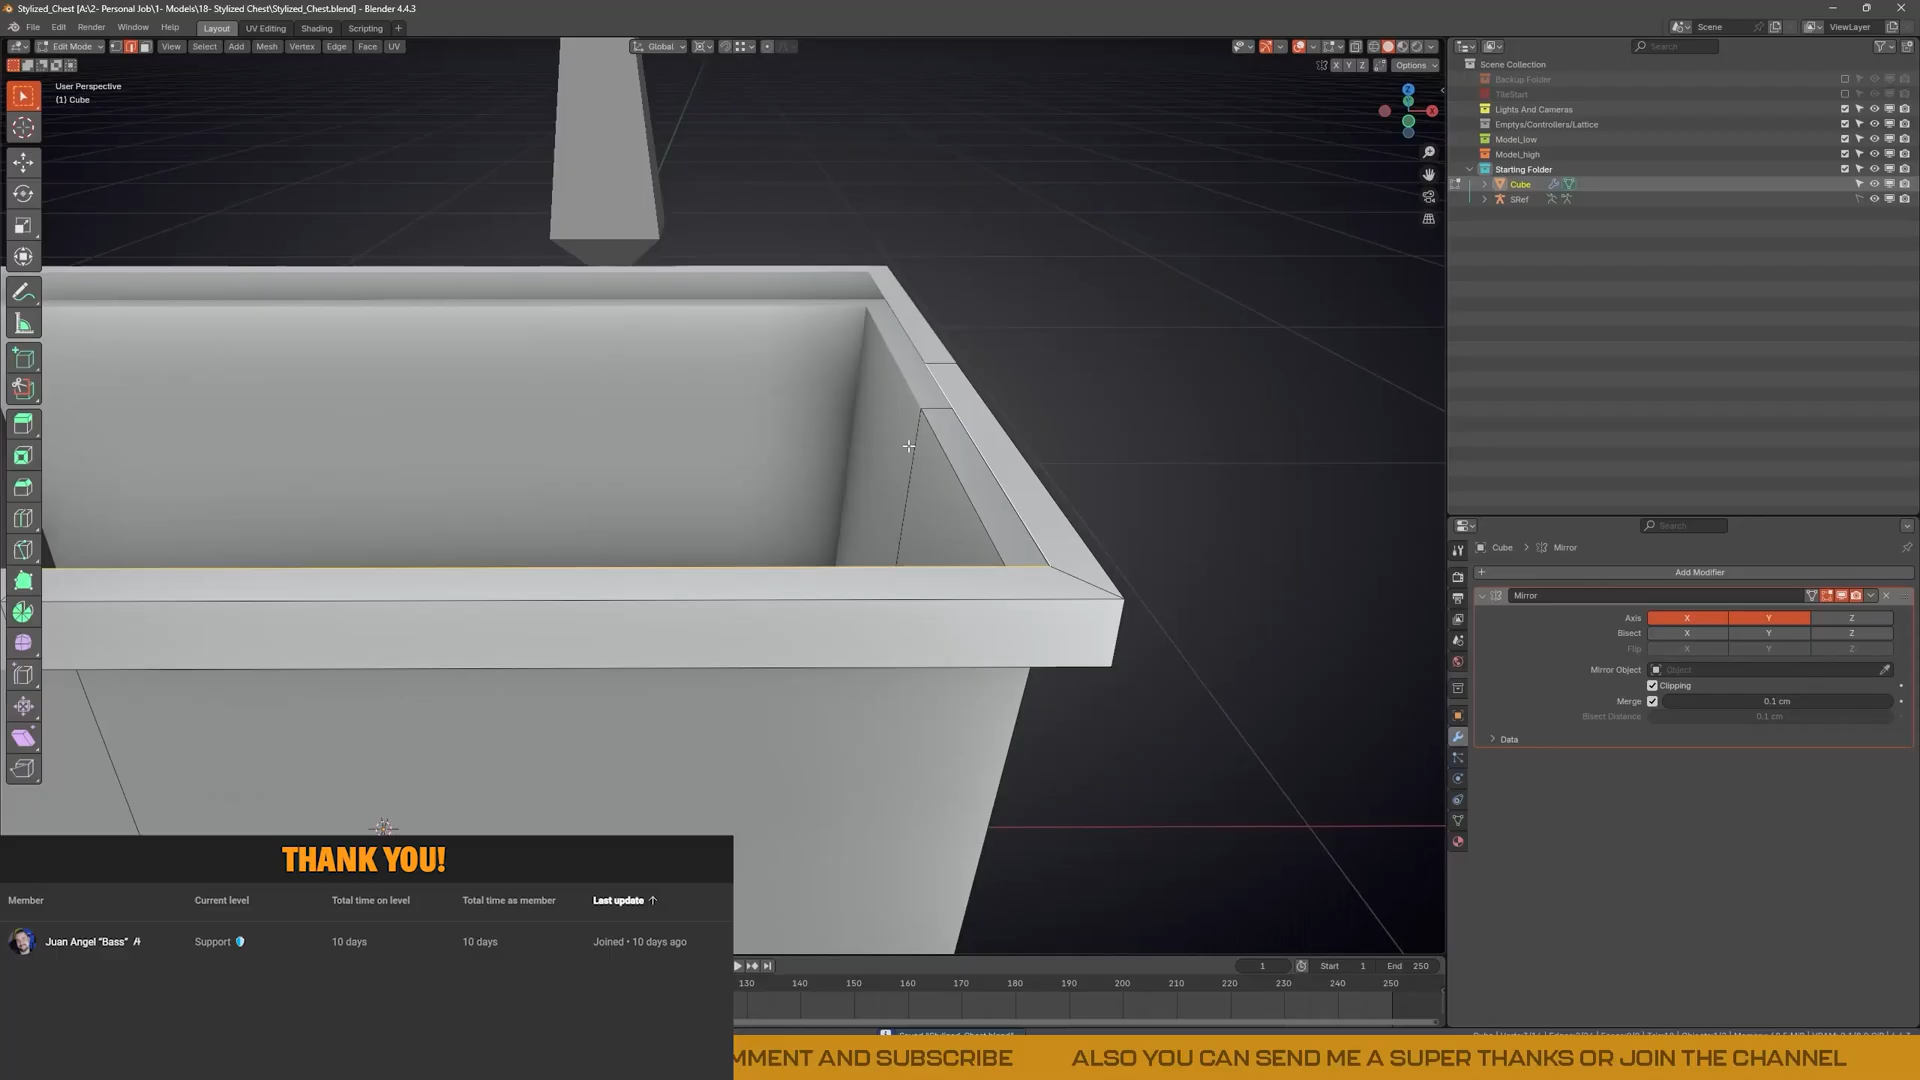 Stylized_Chest [A:\2- Personal Job\1- Models\18- Stylized Chest\Stylized_Chest.blend] - Blender 4.4.3
File Edit Render Window Help Layout UV Editing Shading Scripting + Scene ViewLayer
Edit Mode View Select Add Mesh Vertex Edge Face UV Global Search
X Y Z Options
User Perspective
(1) Cube
Z
X
Scene Collection
Backup Folder
TileStart
Lights And Cameras
Emptys/Controllers/Lattice
Model_low
Model_high
Starting Folder
Cube
SRef
Search
Cube > Mirror
+ Add Modifier
Mirror
Axis X Y Z
Bisect X Y Z
Flip X Y Z
Mirror Object Object
Clipping
Merge 0.1 cm
Bisect Distance 0.1 cm
Data
THANK YOU!
Member Current level Total time on level Total time as member Last update
Juan Angel "Bass" Support 10 days 10 days Joined • 10 days ago
1 Start 1 End 250
130 140 150 160 170 180 190 200 210 220 230 240 250
MMENT AND SUBSCRIBE ALSO YOU CAN SEND ME A SUPER THANKS OR JOIN THE CHANNEL